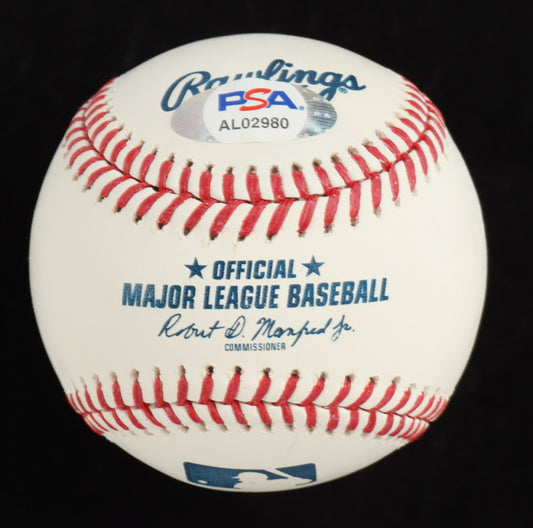 Rawlings
PSA
AL02980
★ OFFICIAL ★
MAJOR LEAGUE BASEBALL
Robert D. Manfred Jr.
COMMISSIONER